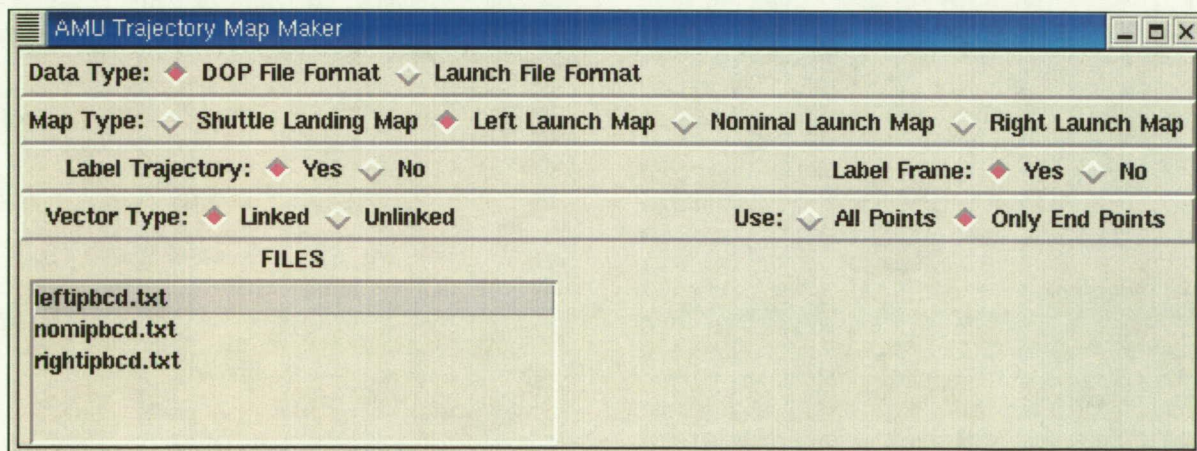 AMU Trajectory Map Maker
Data Type: DOP File Format Launch File Format
Map Type: Shuttle Landing Map Left Launch Map Nominal Launch Map Right Launch Map
Label Trajectory: Yes No Label Frame: Yes No
Vector Type: Linked Unlinked Use: All Points Only End Points
FILES
leftipbcd.txt
nomipbcd.txt
rightipbcd.txt